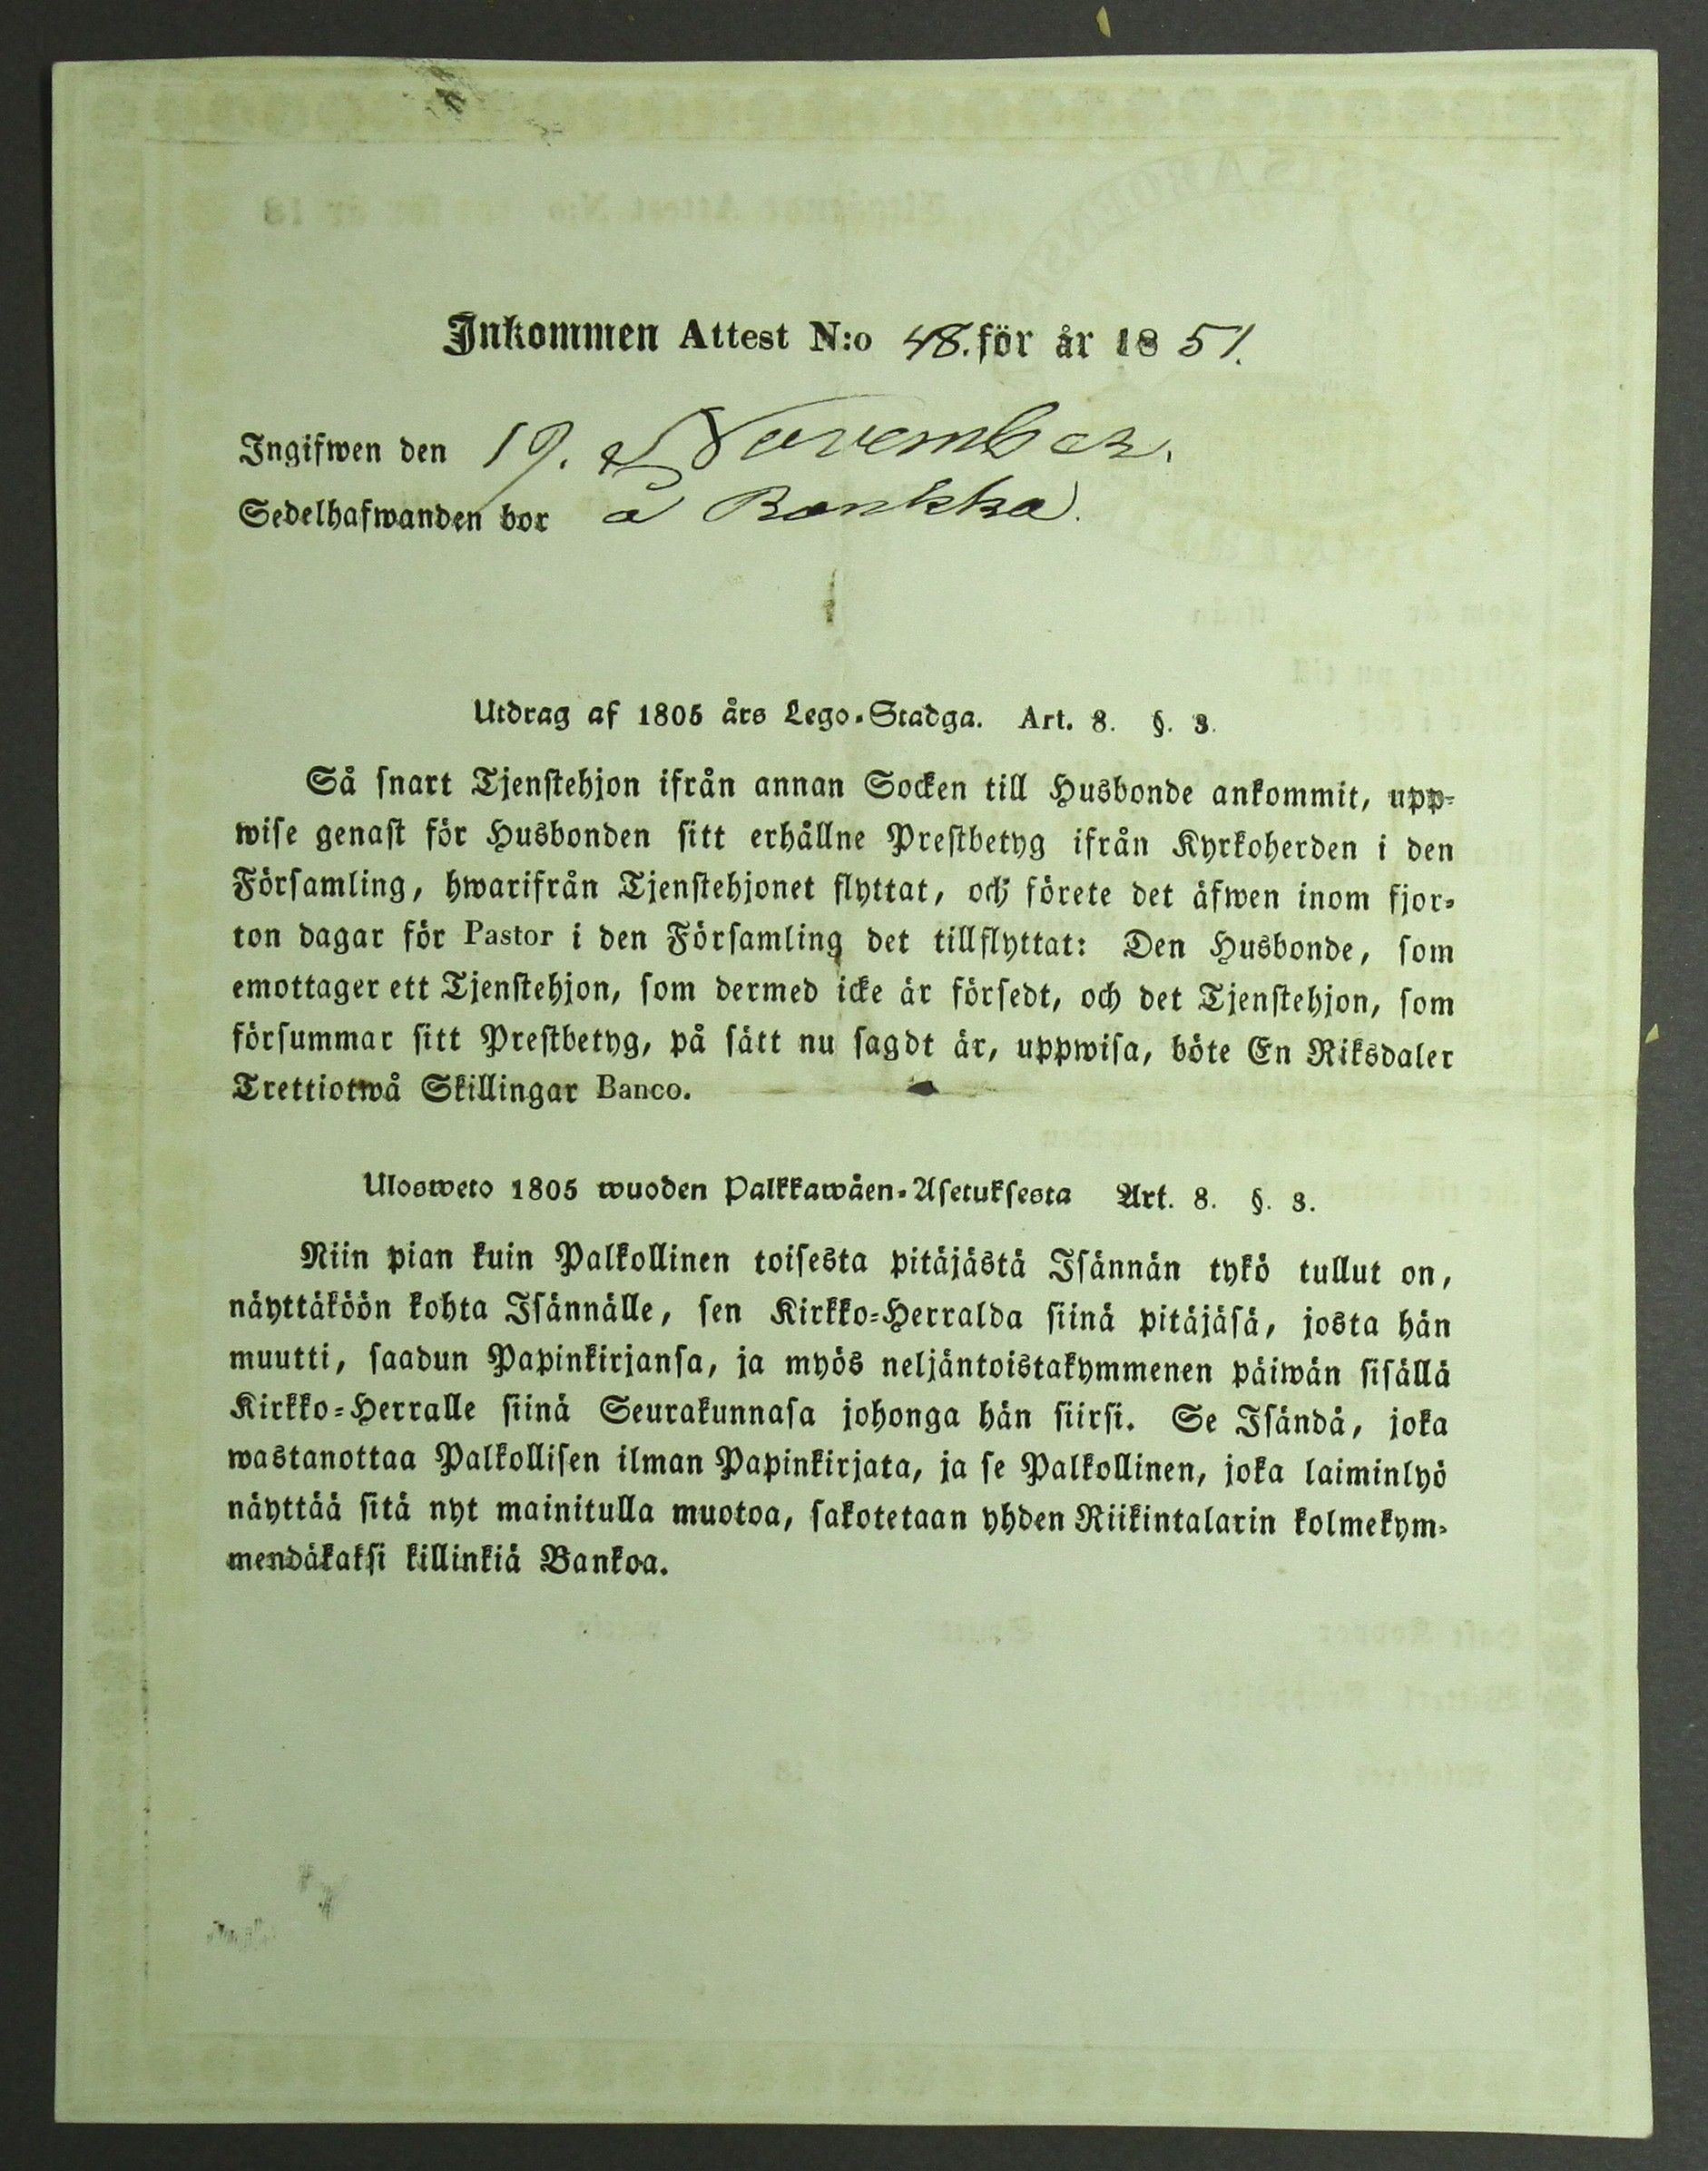 Inkommen Attest N:o 48. för år 1851.
Ingifwen den 19. November.
Sedelhafwanden bor å Bankka.
Utdrag af 1805 års Lego-Stadga. Art. 8. §. 3.
Så snart Tjenstehjon ifrån annan Socken till Husbonde ankommit, upp-
wise genast för Husbonden sitt erhållne Prestbetyg ifrån Kyrkoherden i den
Församling, hwarifrån Tjenstehjonet flyttat, och förete det äfwen inom fjor-
ton dagar för Pastor i den Församling det tillflyttat: Den Husbonde, som
emottager ett Tjenstehjon, som dermed icke är försedt, och det Tjenstehjon, som
försummar sitt Prestbetyg, på sätt nu sagdt är, uppwisa, böte En Riksdaler
Trettiotwå Skillingar Banco.
Ulosweto 1805 wuoden Palkkawäen-Asetuksesta Art. 8. §. 3.
Niin pian kuin Palkollinen toisesta pitäjästä Isännän tykö tullut on,
näyttäköön kohta Isännälle, sen Kirkko-Herralda siinä pitäjäsä, josta hän
muutti, saadun Papinkirjansa, ja myös neljäntoistakymmenen päiwän sisällä
Kirkko-Herralle siinä Seurakunnasa johonga hän siirsi. Se Isändä, joka
wastanottaa Palkollisen ilman Papinkirjata, ja se Palkollinen, joka laiminlyö
näyttää sitä nyt mainitulla muotoa, sakotetaan yhden Riikintalarin kolmekym-
mendäkaksi killinkiä Bankoa.